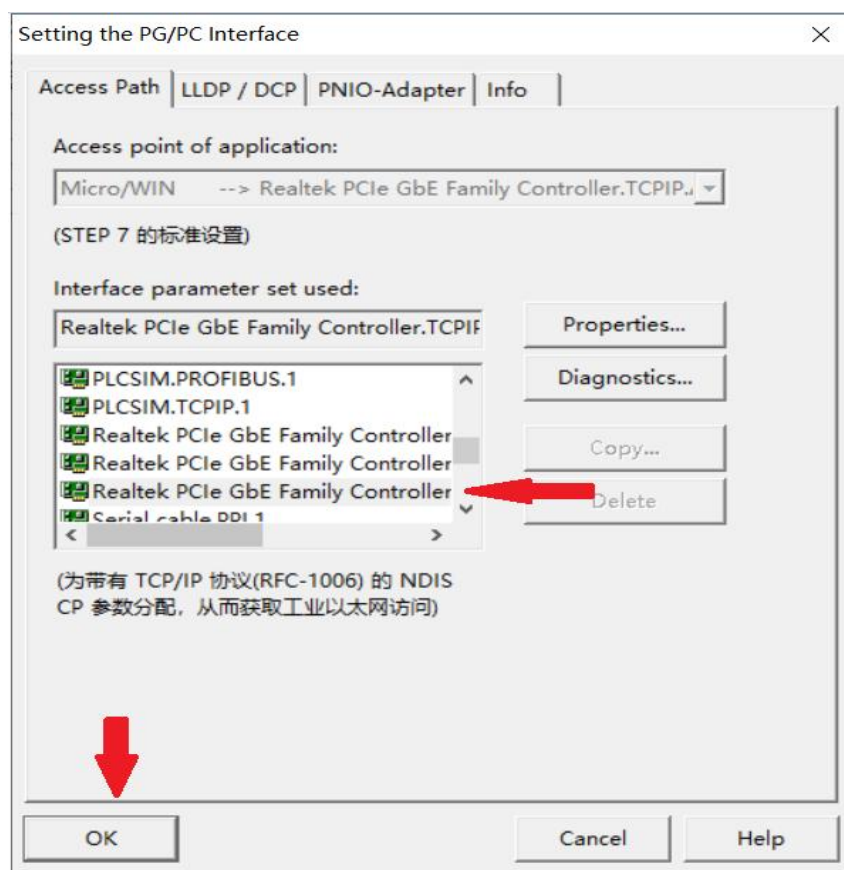 Setting the PG/PC Interface
Access Path LLDP / DCP PNIO-Adapter Info
Access point of application:
Micro/WIN --> Realtek PCIe GbE Family Controller.TCPIP.
(STEP 7 的标准设置)
Interface parameter set used:
Realtek PCIe GbE Family Controller.TCPIF
Properties...
PLCSIM.PROFIBUS.1
Diagnostics...
PLCSIM.TCPIP.1
Realtek PCIe GbE Family Controller
Copy...
Realtek PCIe GbE Family Controller
Realtek PCIe GbE Family Controller
Delete
Serial cable.PPI.1
(为带有 TCP/IP 协议(RFC-1006) 的 NDIS
CP 参数分配，从而获取工业以太网访问)
OK Cancel Help